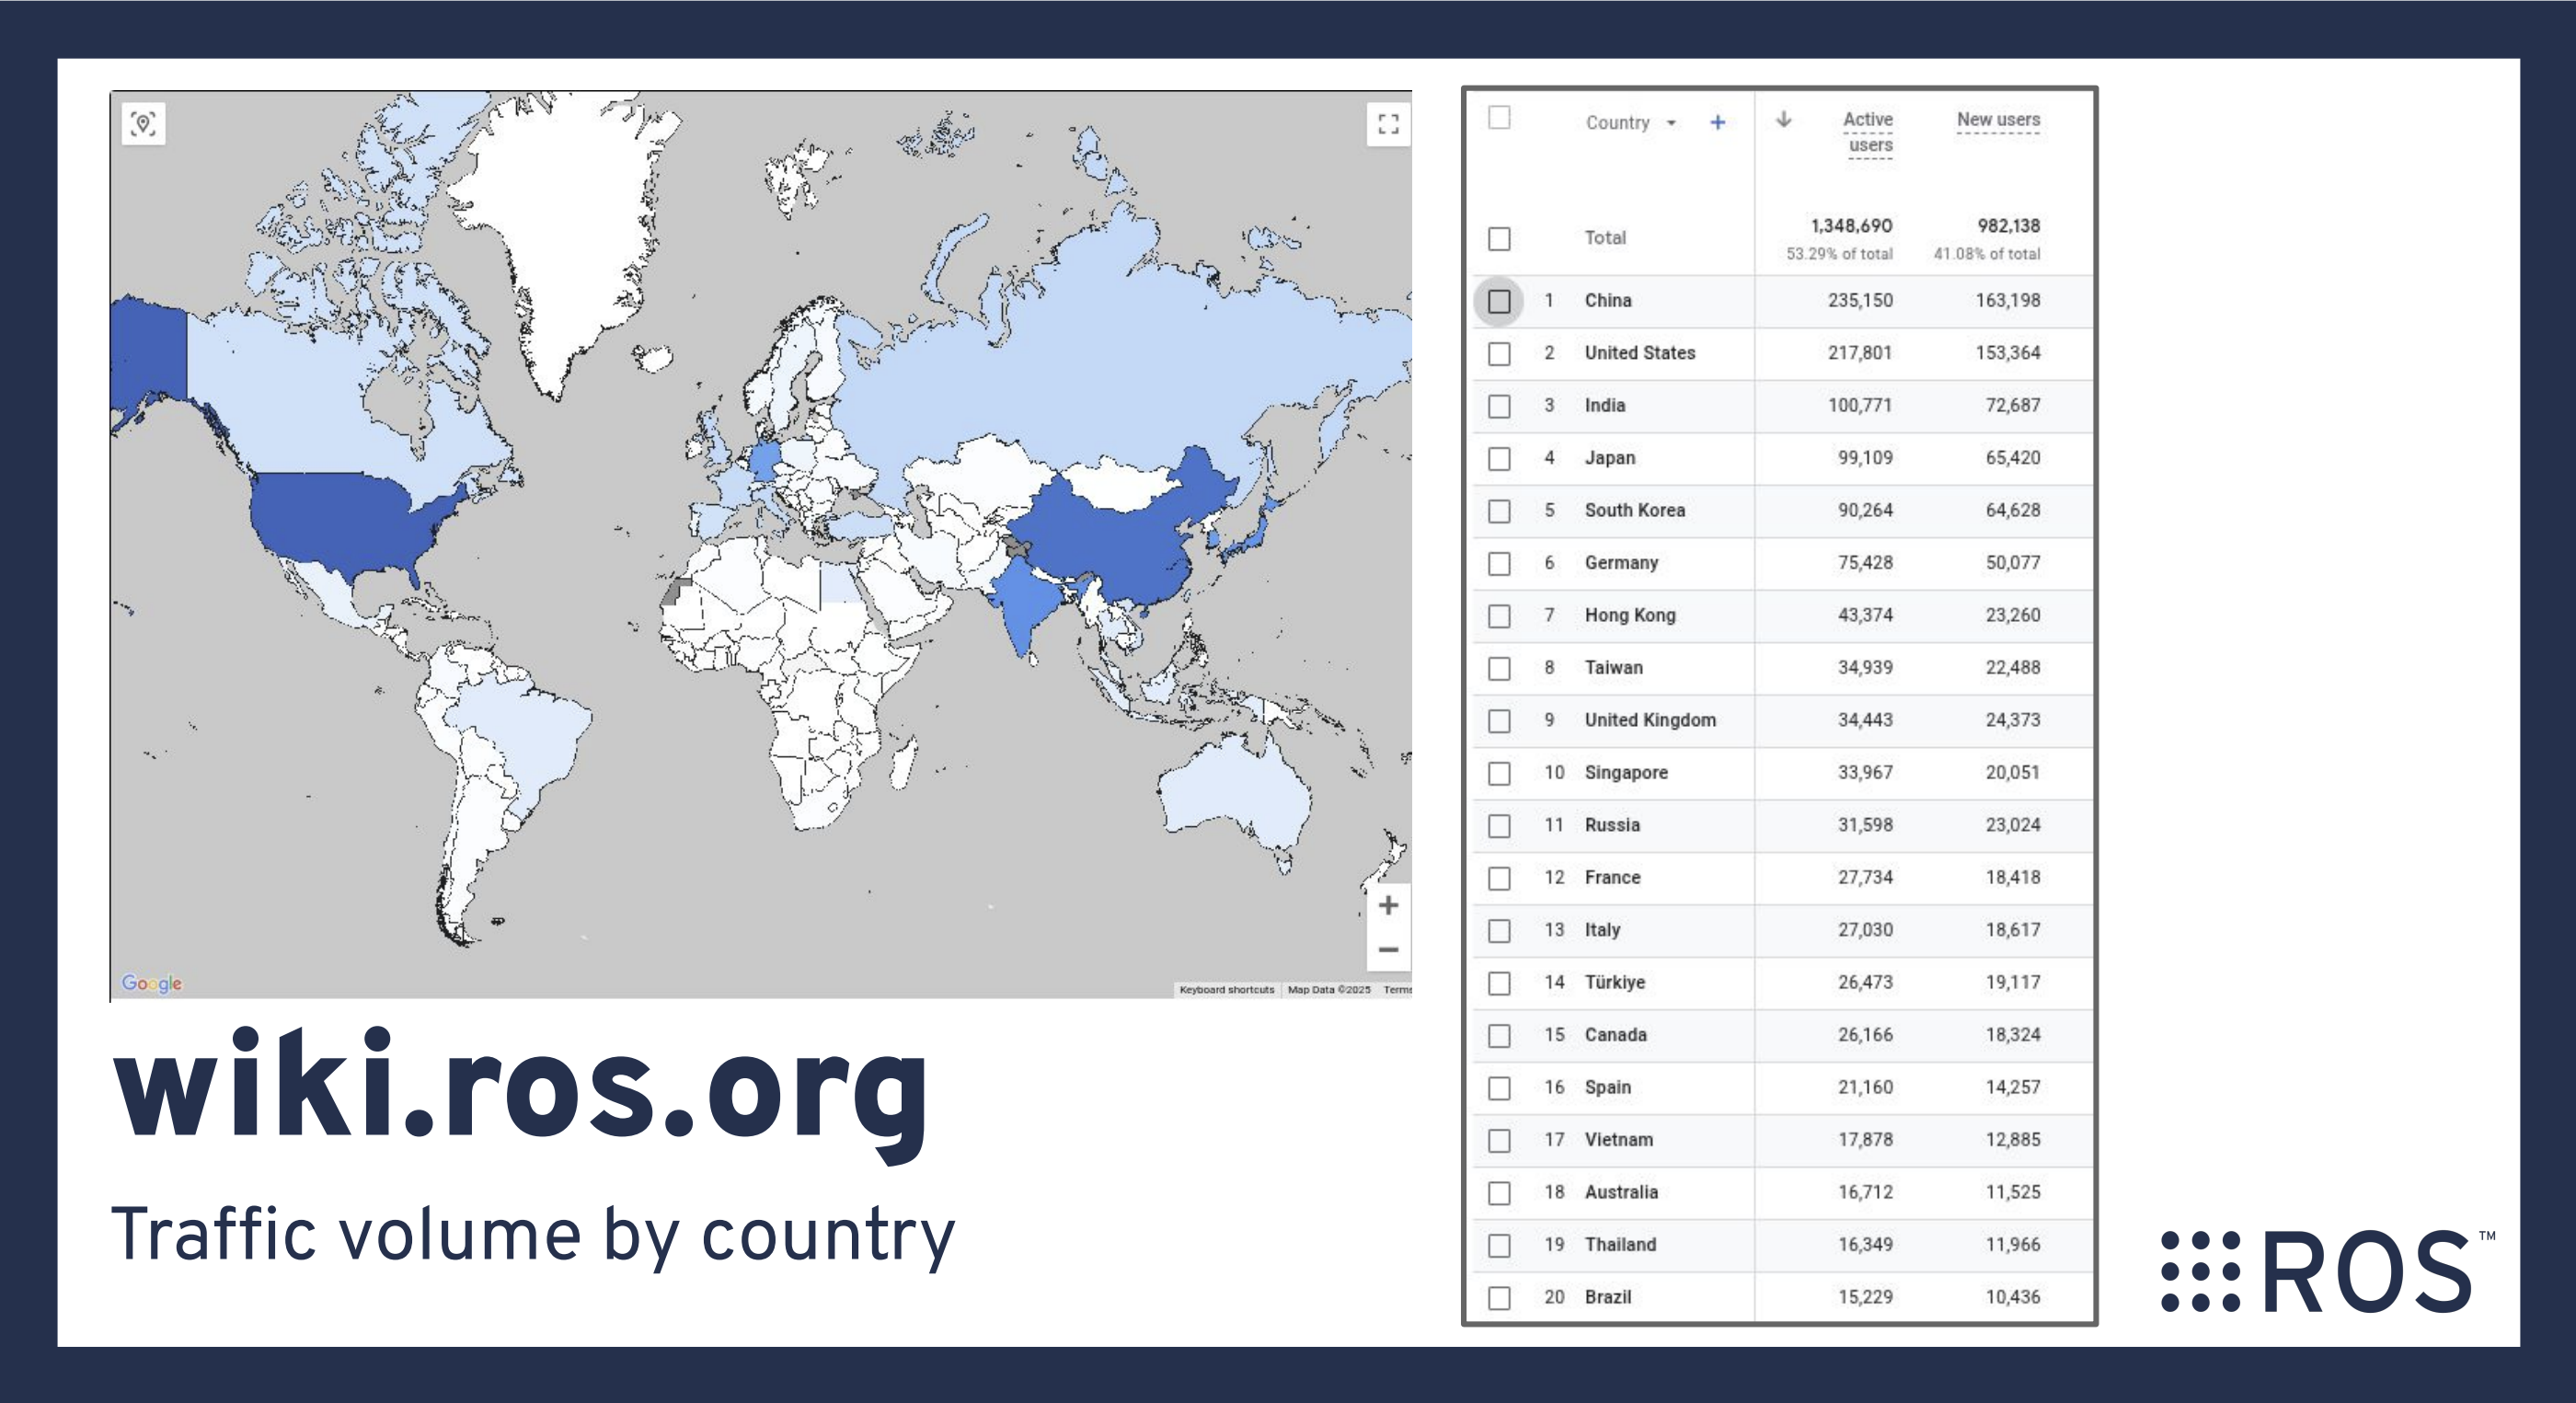 Google
Keyboard shortcuts Map Data ©2025 Terms
wiki.ros.org
Traffic volume by country
Country Active users New users
Total 1,348,690 982,138
53.29% of total 41.08% of total
1 China 235,150 163,198
2 United States 217,801 153,364
3 India 100,771 72,687
4 Japan 99,109 65,420
5 South Korea 90,264 64,628
6 Germany 75,428 50,077
7 Hong Kong 43,374 23,260
8 Taiwan 34,939 22,488
9 United Kingdom 34,443 24,373
10 Singapore 33,967 20,051
11 Russia 31,598 23,024
12 France 27,734 18,418
13 Italy 27,030 18,617
14 Türkiye 26,473 19,117
15 Canada 26,166 18,324
16 Spain 21,160 14,257
17 Vietnam 17,878 12,885
18 Australia 16,712 11,525
19 Thailand 16,349 11,966
20 Brazil 15,229 10,436
ROS™